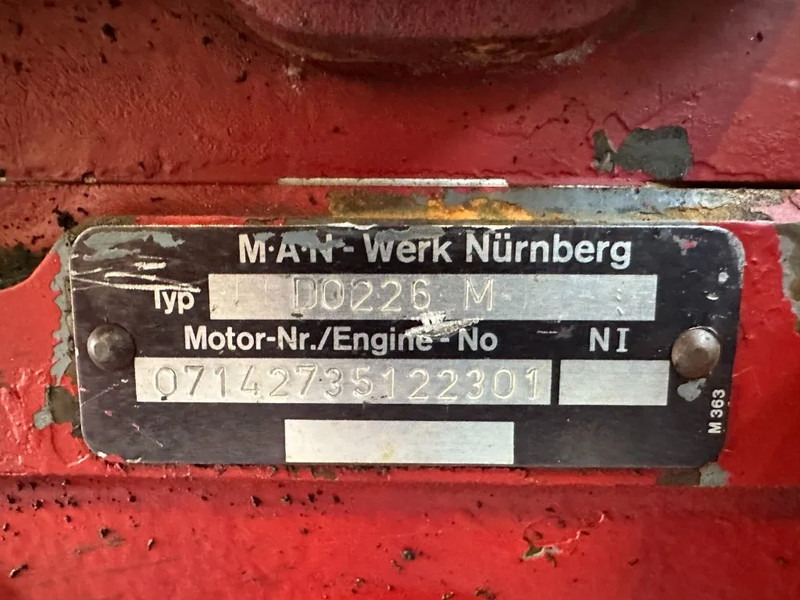 M·A·N - Werk Nürnberg
Typ D0226 M
Motor-Nr./Engine - No NI
07142735122301
M 363